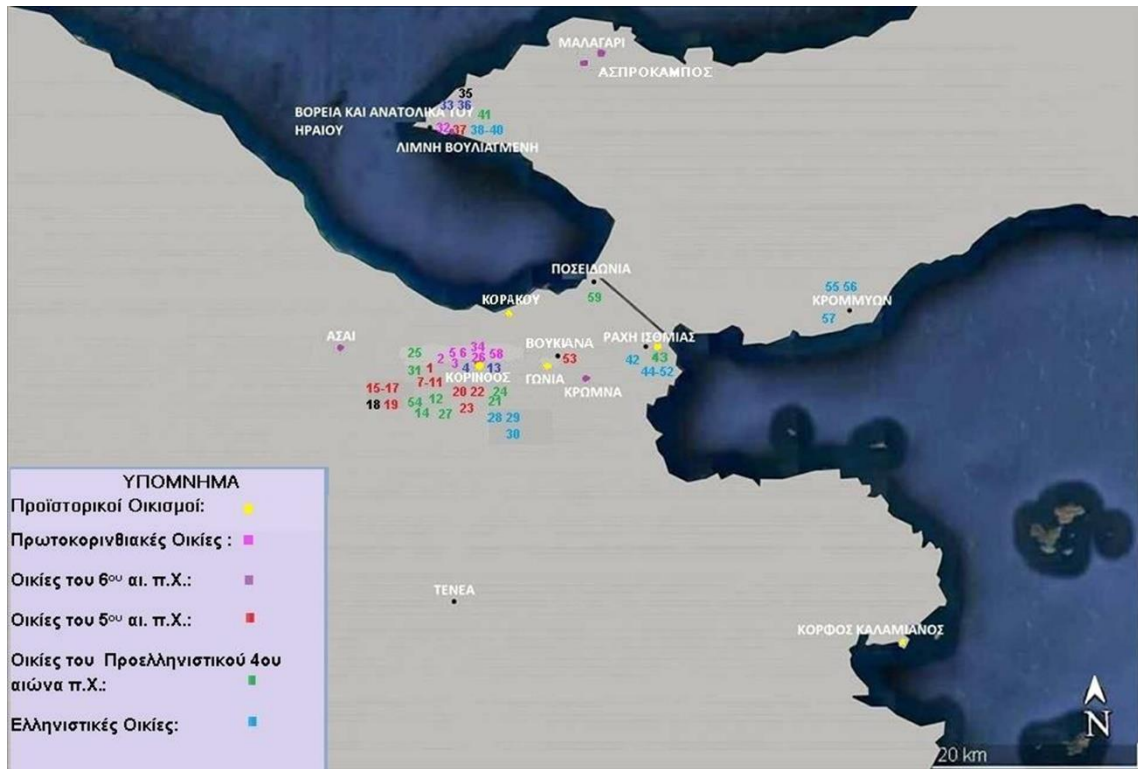 ΜΑΛΑΓΑΡΙ
ΑΣΠΡΟΚΑΜΠΟΣ
35
33 36
ΒΟΡΕΙΑ ΚΑΙ ΑΝΑΤΟΛΙΚΑ ΤΟΥ 41
ΗΡΑΙΟΥ 32 37 38-40
ΛΙΜΝΗ ΒΟΥΛΙΑΓΜΕΝΗ
ΠΟΣΕΙΔΩΝΙΑ
59
ΚΟΡΑΚΟΥ
55 56
ΚΡΟΜΜΥΩΝ
57
ΑΣΑΙ
ΒΟΥΚΙΑΝΑ
53
ΡΑΧΗ ΙΣΘΜΙΑΣ
42 43
44-52
25 5 6 34
2 3 26 58
31 1 4 13
ΚΟΡΙΝΘΟΣ
ΓΩΝΙΑ
ΚΡΩΜΝΑ
15-17 7-11 20 22 24
18 19 54 12 23 21
14 27 28 29
30
ΤΕΝΕΑ
ΚΟΡΦΟΣ ΚΑΛΑΜΙΑΝΟΣ
ΥΠΟΜΝΗΜΑ
Προϊστορικοί Οικισμοί:
Πρωτοκορινθιακές Οικίες :
Οικίες του 6ου αι. π.Χ.:
Οικίες του 5ου αι. π.Χ.:
Οικίες του Προελληνιστικού 4ου
αιώνα π.Χ.:
Ελληνιστικές Οικίες:
N
20 km